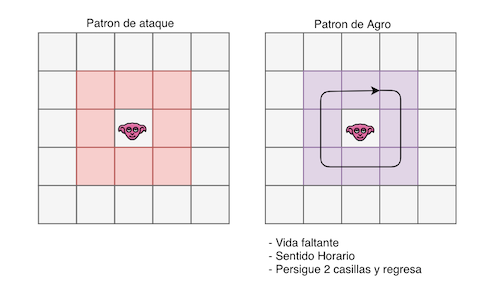 Patron de ataque
Patron de Agro
- Vida faltante
- Sentido Horario
- Persigue 2 casillas y regresa